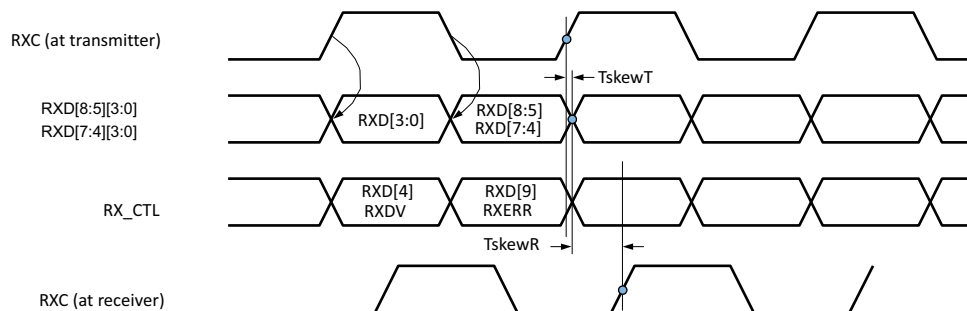 RXC (at transmitter)
TskewT
RXD[8:5][3:0]
RXD[7:4][3:0]
RXD[3:0]
RXD[8:5]
RXD[7:4]
RX_CTL
RXD[4]
RXDV
RXD[9]
RXERR
TskewR
RXC (at receiver)